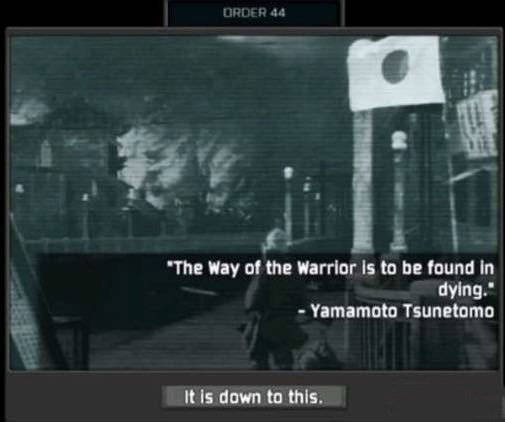 ORDER 44
"The Way of the Warrior is to be found in
dying."
- Yamamoto Tsunetomo
It is down to this.